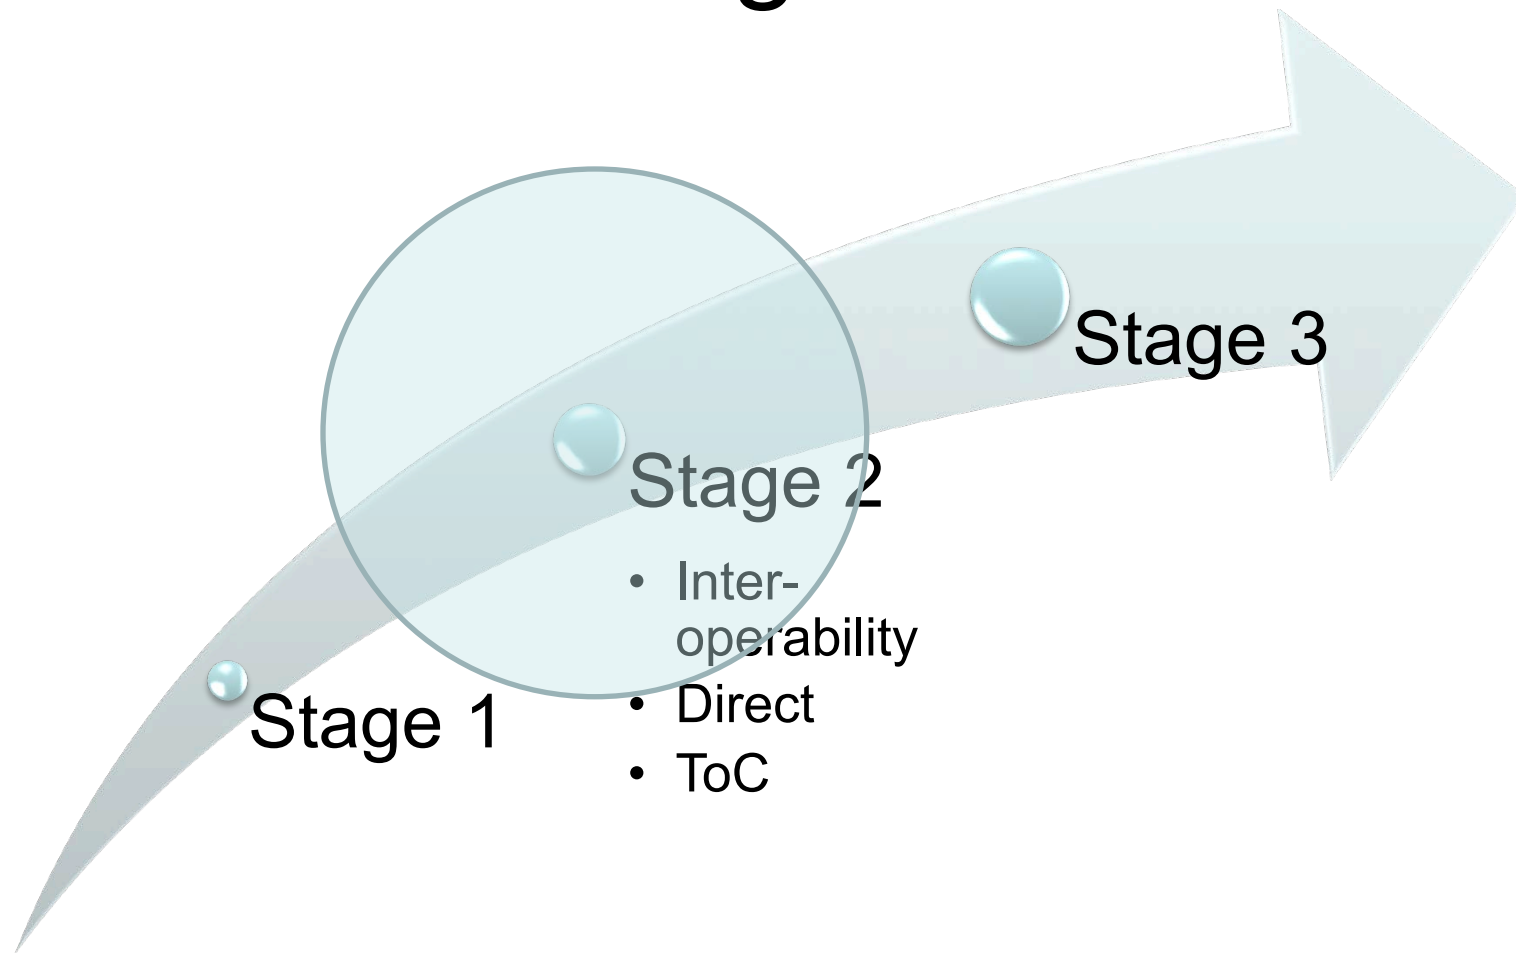 Stage 3
Stage 2
• Inter-
operability
• Direct
• ToC
Stage 1